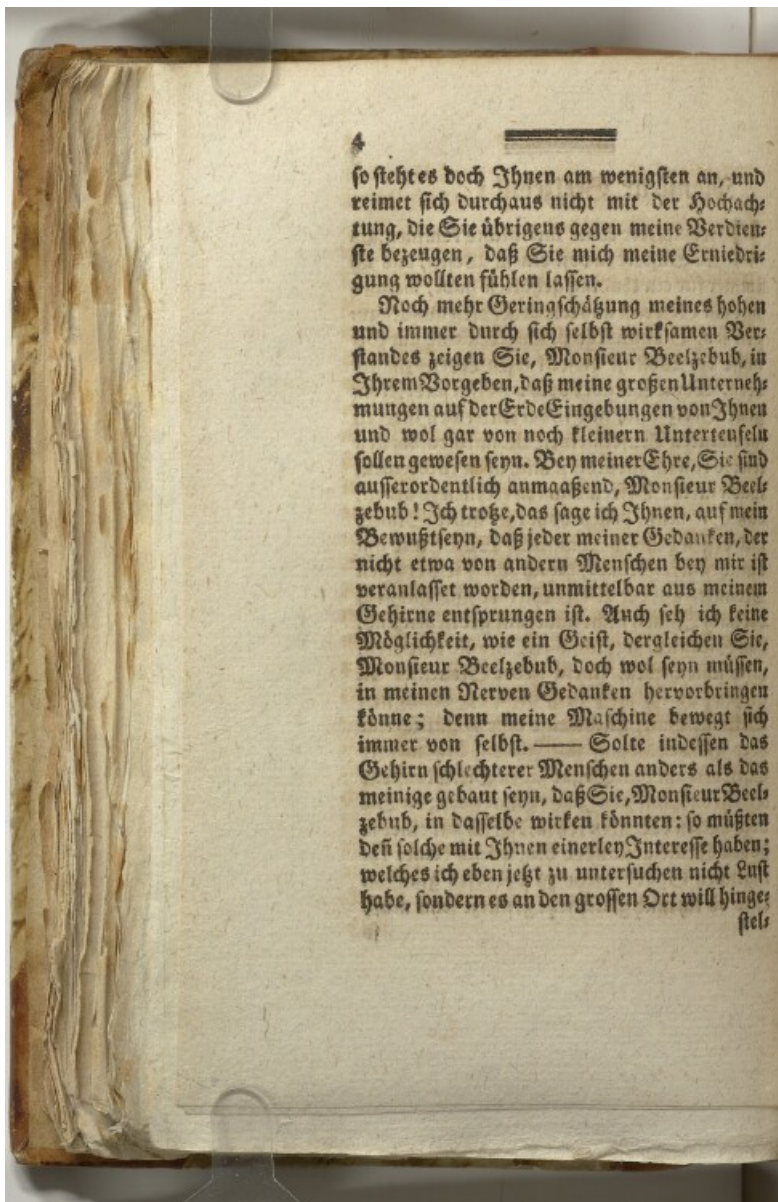 4
so steht es doch Ihnen am wenigsten an, und
reimet sich durchaus nicht mit der Hochach⸗
tung, die Sie übrigens gegen meine Verdien⸗
ste bezeugen, daß Sie mich meine Erniedri⸗
gung wollten fühlen lassen.
Noch mehr Geringschätzung meines hohen
und immer durch sich selbst wirksamen Ver⸗
standes zeigen Sie, Monsieur Beelzebub, in
Ihrem Vorgeben, daß meine großen Unterneh⸗
mungen auf der Erde Eingebungen von Ihnen
und wol gar von noch kleinern Unterteufeln
sollen gewesen seyn. Bey meiner Ehre, Sie sind
ausserordentlich anmaaßend, Monsieur Beel⸗
zebub! Ich trotze, das sage ich Ihnen, auf mein
Bewußtseyn, daß jeder meiner Gedanken, der
nicht etwa von andern Menschen bey mir ist
veranlasset worden, unmittelbar aus meinem
Gehirne entsprungen ist. Auch seh ich keine
Möglichkeit, wie ein Geist, dergleichen Sie,
Monsieur Beelzebub, doch wol seyn müssen,
in meinen Nerven Gedanken hervorbringen
könne; denn meine Maschine bewegt sich
immer von selbst. —— Solte indessen das
Gehirn schlechterer Menschen anders als das
meinige gebaut seyn, daß Sie, Monsieur Beel⸗
zebub, in dasselbe wirken könnten: so müßten
deñ solche mit Ihnen einerley Interesse haben;
welches ich eben jetzt zu untersuchen nicht Lust
habe, sondern es an den grossen Ort will hinge⸗
stel⸗